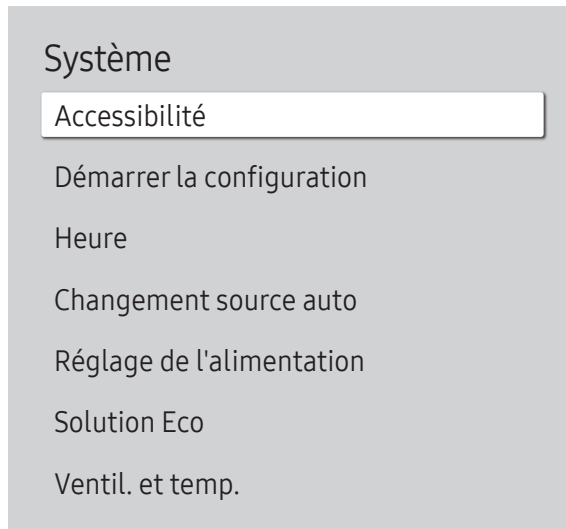 Système
Accessibilité
Démarrer la configuration
Heure
Changement source auto
Réglage de l'alimentation
Solution Eco
Ventil. et temp.